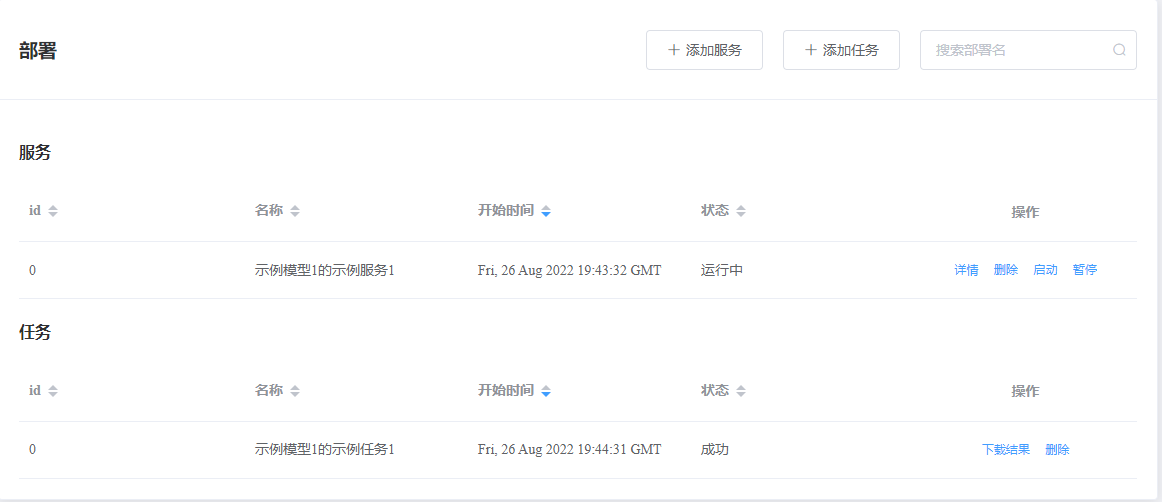 部署
添加服务 添加任务 搜索部署名
服务
id 名称 开始时间 状态 操作
0 示例模型1的示例服务1 Fri, 26 Aug 2022 19:43:32 GMT 运行中 详情 删除 启动 暂停
任务
id 名称 开始时间 状态 操作
0 示例模型1的示例任务1 Fri, 26 Aug 2022 19:44:31 GMT 成功 下载结果 删除